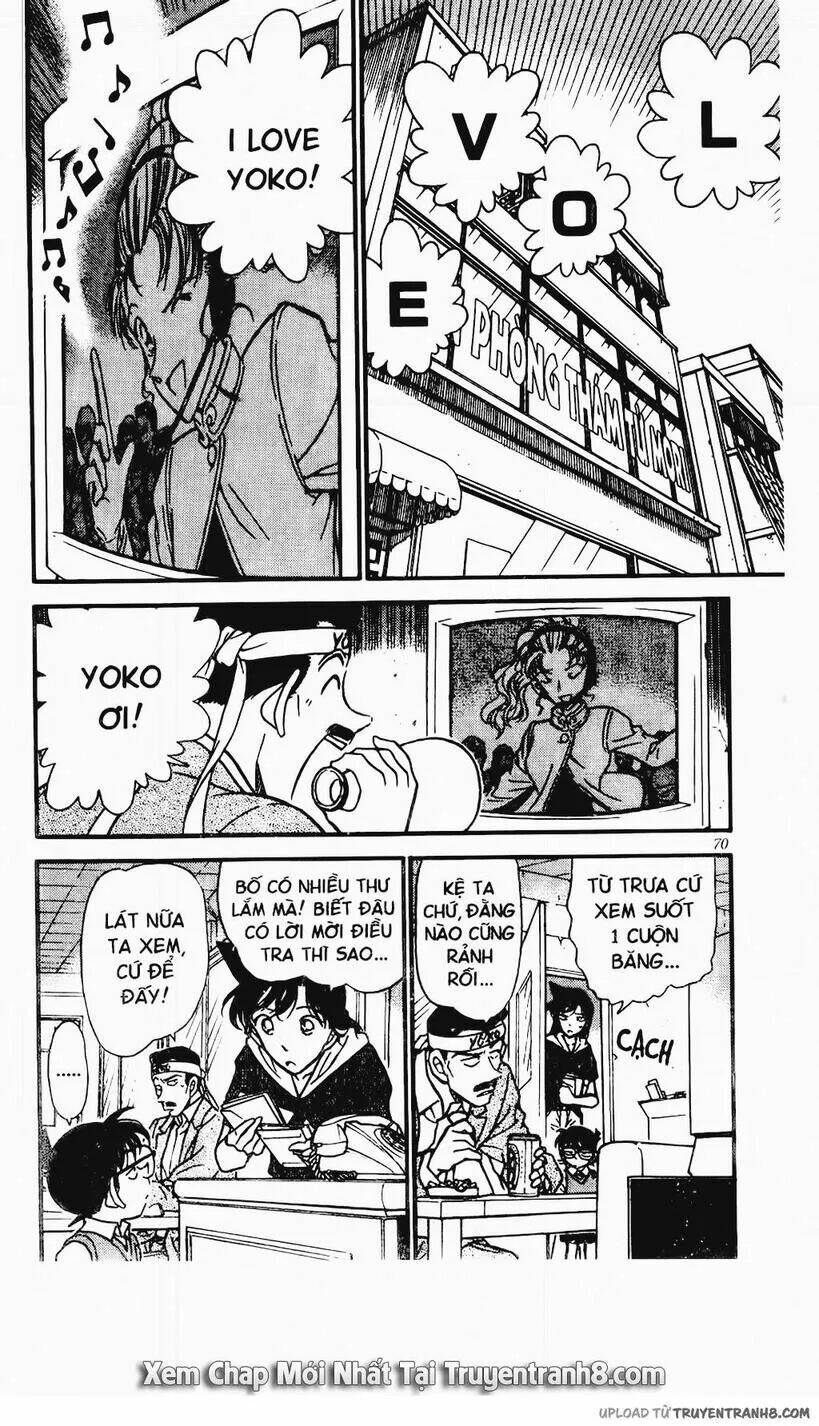 L
O
V
E
PHÒNG THÁM TỬ MORI
I LOVE
YOKO!
YOKO
ƠI!
70
TỪ TRƯA CỨ
XEM SUỐT
1 CUỘN
BĂNG...
CẠCH
KỆ TA
CHỨ, ĐẰNG
NÀO CŨNG
RẢNH
RỖI...
YOKO
BỐ CÓ NHIỀU THƯ
LẮM MÀ! BIẾT ĐÂU
CÓ LỜI MỜI ĐIỀU
TRA THÌ SAO...
LÁT NỮA
TA XEM,
CỨ ĐỂ
ĐẤY!
......
Xem Chap Mới Nhất Tại Truyentranh8.com
UPLOAD TỪ TRUYENTRANH8.COM